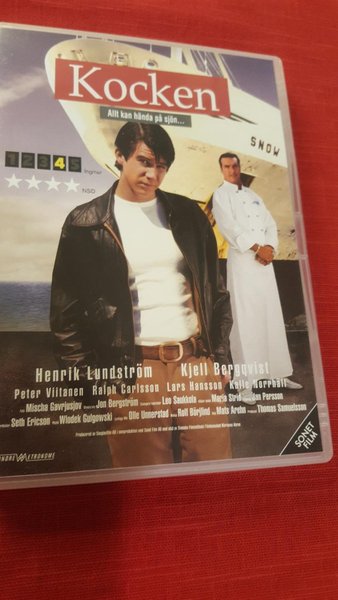 Kocken
Allt kan hända på sjön...
SNOW
1 2 3 4 5
Ingmar
NSD
Henrik Lundström Kjell Bergqvist
Peter Viitanen Ralph Carlsson Lars Hansson Kalle Norrhäll
Mischa Gavrjusjov Jon Bergström Leo Sankkola Maria Strid Jan Persson
Seth Ericson Wlodek Gulgowski Olle Unnerstad Rolf Börjlind Mats Arehn Thomas Samuelsson
SONET
FILM